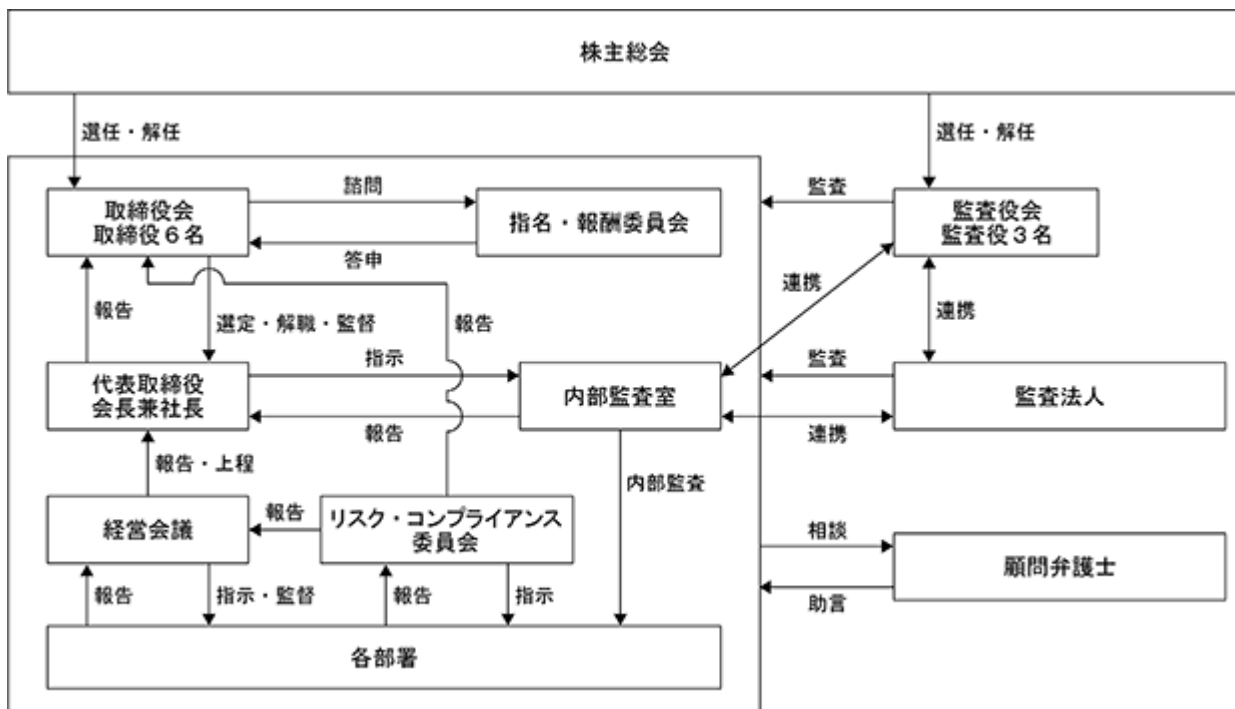 株主総会
選任・解任
選任・解任
取締役会
取締役6名
諮問
答申
指名・報酬委員会
監査
監査役会
監査役3名
報告
選定・解職・監督
報告
連携
連携
代表取締役
会長兼社長
指示
報告
内部監査室
監査
連携
監査法人
報告・上程
内部監査
経営会議
報告
リスク・コンプライアンス
委員会
相談
助言
顧問弁護士
報告
指示・監督
報告
指示
各部署